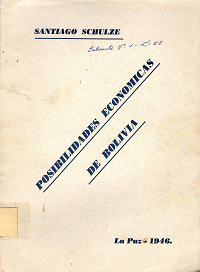 SANTIAGO SCHULZE
POSIBILIDADES ECONOMICAS
DE BOLIVIA
La Paz - 1946.